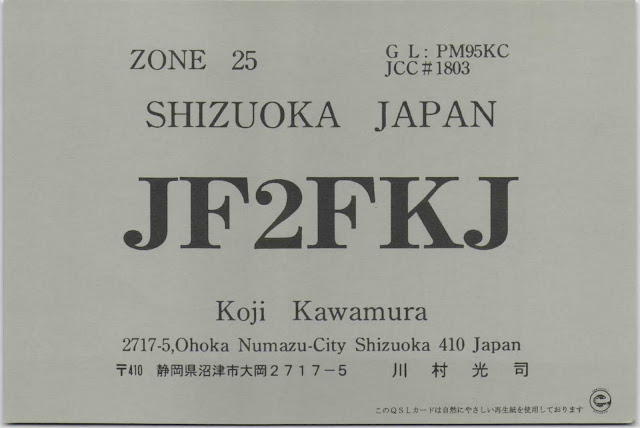 ZONE 25
G L: PM95KC
JCC#1803
SHIZUOKA JAPAN
JF2FKJ
Koji Kawamura
2717-5,Ohoka Numazu-City Shizuoka 410 Japan
〒410 静岡県沼津市大岡2717-5 川村光司
このQSLカードは自然にやさしい再生紙を使用しております